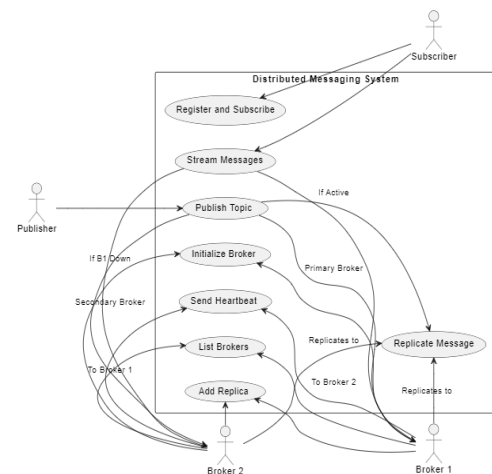 Subscriber
Distributed Messaging System
Register and Subscribe
Stream Messages
If Active
Publish Topic
Publisher
If B1 Down
Initialize Broker
Primary Broker
Secondary Broker
Send Heartbeat
Replicates to
Replicate Message
List Brokers
To Broker 1
To Broker 2
Add Replica
Replicates to
Broker 2
Broker 1